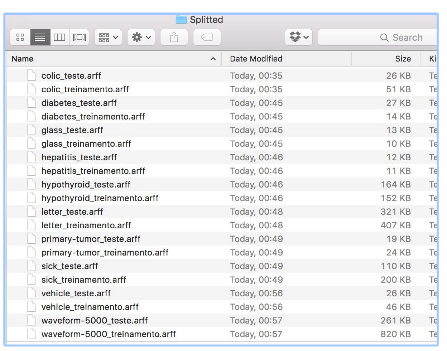 Splitted
Search
Name Date Modified Size Ki
colic_teste.arff Today, 00:35 26 KB Te
colic_treinamento.arff Today, 00:35 51 KB Te
diabetes_teste.arff Today, 00:45 27 KB Te
diabetes_treinamento.arff Today, 00:45 14 KB Te
glass_teste.arff Today, 00:45 13 KB Te
glass_treinamento.arff Today, 00:45 10 KB Te
hepatitis_teste.arff Today, 00:46 12 KB Te
hepatitis_treinamento.arff Today, 00:46 11 KB Te
hypothyroid_teste.arff Today, 00:46 164 KB Te
hypothyroid_treinamento.arff Today, 00:46 152 KB Te
letter_teste.arff Today, 00:48 321 KB Te
letter_treinamento.arff Today, 00:48 407 KB Te
primary-tumor_teste.arff Today, 00:49 19 KB Te
primary-tumor_treinamento.arff Today, 00:49 24 KB Te
sick_teste.arff Today, 00:49 110 KB Te
sick_treinamento.arff Today, 00:49 200 KB Te
vehicle_teste.arff Today, 00:56 26 KB Te
vehicle_treinamento.arff Today, 00:56 46 KB Te
waveform-5000_teste.arff Today, 00:57 261 KB Te
waveform-5000_treinamento.arff Today, 00:57 820 KB Te